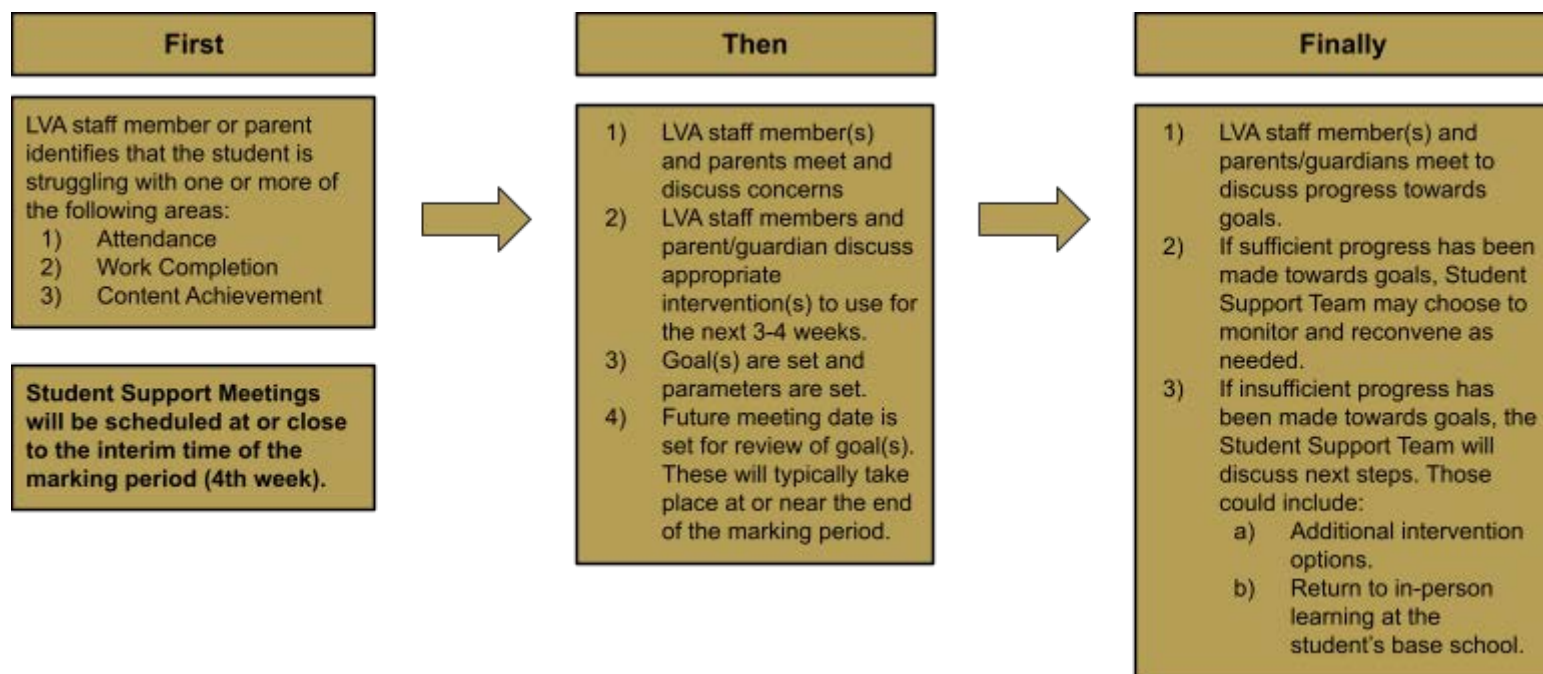 First
LVA staff member or parent
identifies that the student is
struggling with one or more of
the following areas:
1) Attendance
2) Work Completion
3) Content Achievement
Student Support Meetings
will be scheduled at or close
to the interim time of the
marking period (4th week).
Then
1) LVA staff member(s)
and parents meet and
discuss concerns
2) LVA staff members and
parent/guardian discuss
appropriate
intervention(s) to use for
the next 3-4 weeks.
3) Goal(s) are set and
parameters are set.
4) Future meeting date is
set for review of goal(s).
These will typically take
place at or near the end
of the marking period.
Finally
1) LVA staff member(s) and
parents/guardians meet to
discuss progress towards
goals.
2) If sufficient progress has
been made towards goals, Student
Support Team may choose to
monitor and reconvene as
needed.
3) If insufficient progress has
been made towards goals, the
Student Support Team will
discuss next steps. Those
could include:
a) Additional intervention
options.
b) Return to in-person
learning at the
student's base school.